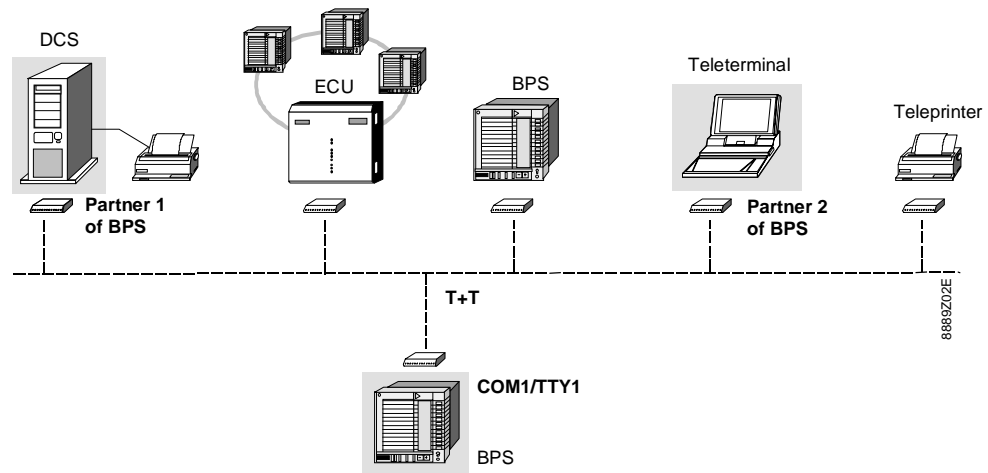 DCS
ECU
BPS
Teleterminal
Teleprinter
Partner 1
of BPS
Partner 2
of BPS
T+T
8889Z02E
COM1/TTY1
BPS